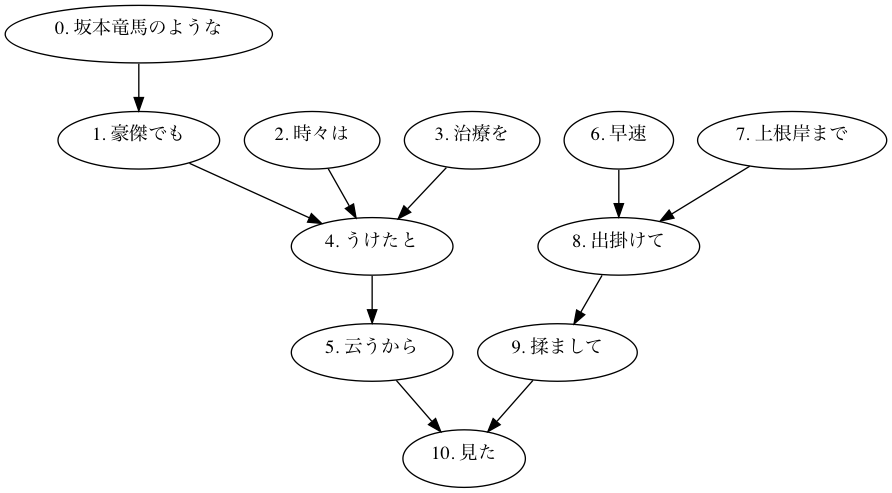 0. 坂本竜馬のような
1. 豪傑でも
2. 時々は
3. 治療を
6. 早速
7. 上根岸まで
4. うけたと
8. 出掛けて
5. 云うから
9. 揉まして
10. 見た